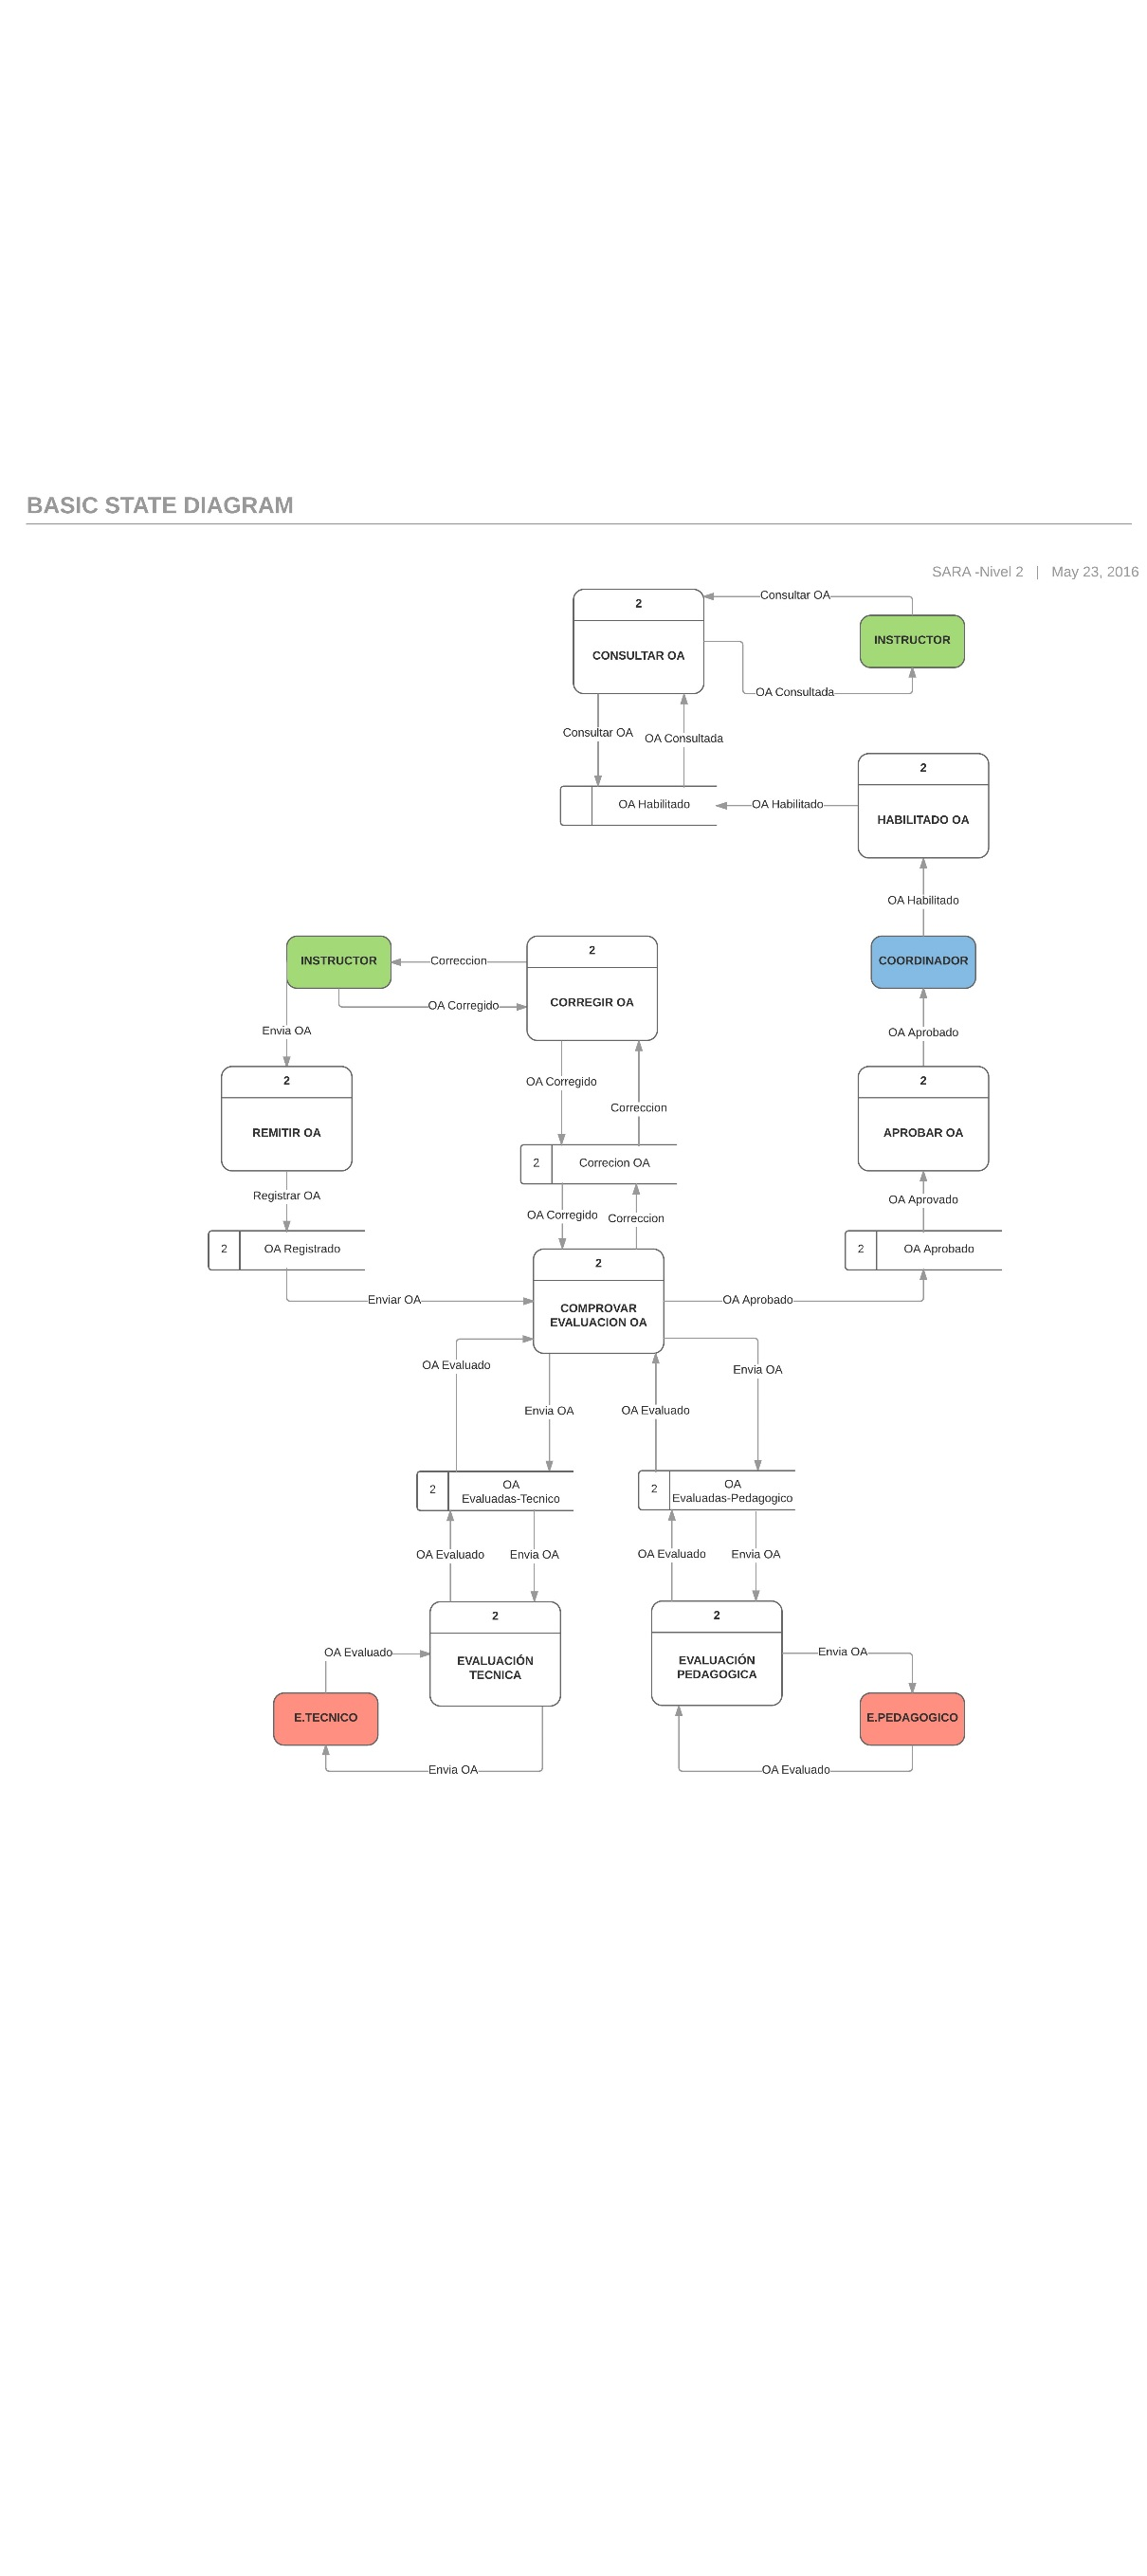 BASIC STATE DIAGRAM
SARA -Nivel 2 | May 23, 2016
2
CONSULTAR OA
Consultar OA
INSTRUCTOR
OA Consultada
Consultar OA
OA Consultada
OA Habilitado
OA Habilitado
2
HABILITADO OA
OA Habilitado
INSTRUCTOR
Correccion
OA Corregido
2
CORREGIR OA
COORDINADOR
Envia OA
OA Aprobado
2
REMITIR OA
OA Corregido
Correccion
2
APROBAR OA
2
Correcion OA
Registrar OA
OA Corregido
Correccion
OA Aprovado
2
OA Registrado
2
OA Aprobado
2
COMPROVAR
EVALUACION OA
Enviar OA
OA Aprobado
OA Evaluado
Envia OA
OA Evaluado
Envia OA
2
OA
Evaluadas-Tecnico
2
OA
Evaluadas-Pedagogico
OA Evaluado
Envia OA
OA Evaluado
Envia OA
2
EVALUACIÓN
TECNICA
2
EVALUACIÓN
PEDAGOGICA
OA Evaluado
Envia OA
E.TECNICO
E.PEDAGOGICO
Envia OA
OA Evaluado